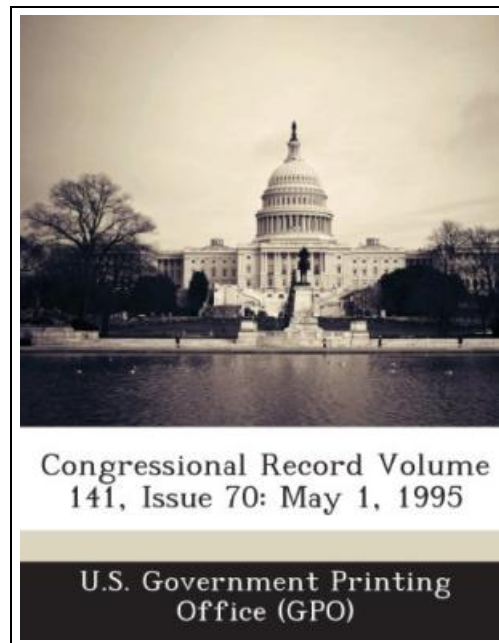 Congressional Record Volume
141, Issue 70: May 1, 1995
U.S. Government Printing
Office (GPO)